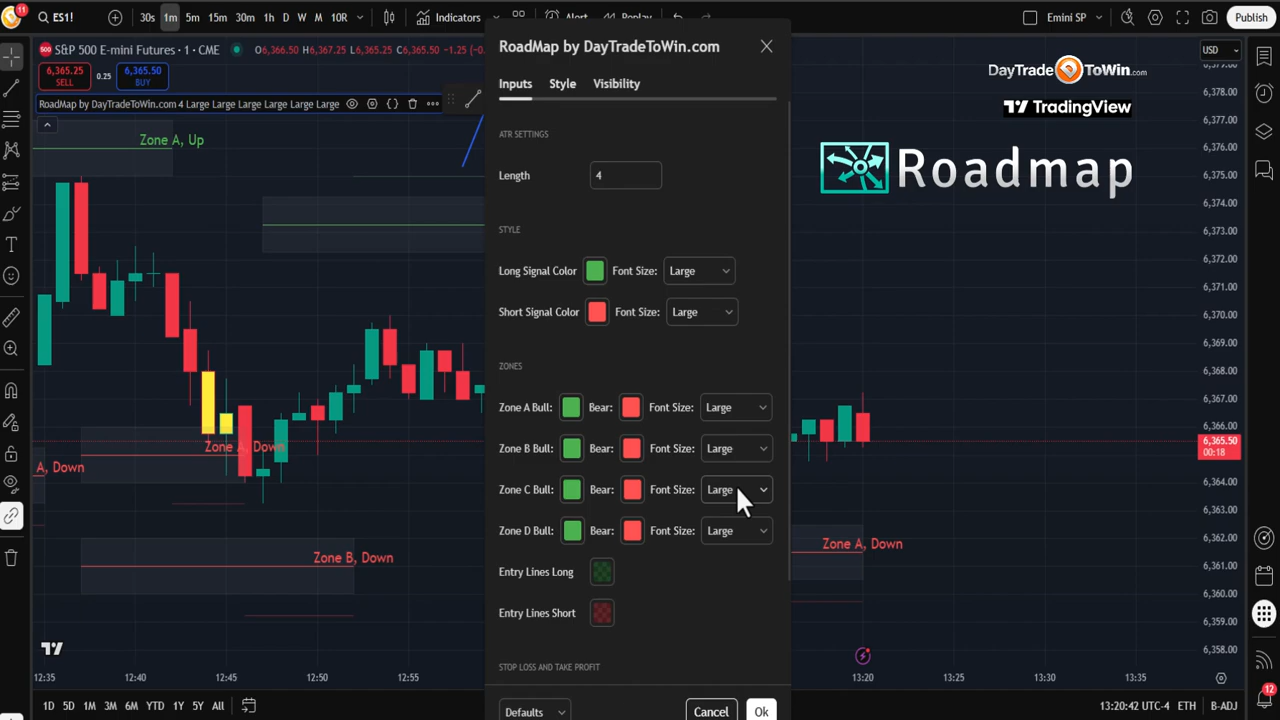 11
ES1!
30s
1m
5m
15m
30m
1h
D
W
M
10R
Indicators
Alert
Replay
Emini SP
Publish
500
S&P 500 E-mini Futures · 1 · CME
O6,366.50 H6,367.25 L6,365.25 C6,365.50 -1.25 (-0.
USD
6,365.25
SELL
0.25
6,365.50
BUY
RoadMap by DayTradeToWin.com 4 Large Large Large Large Large Large
RoadMap by DayTradeToWin.com
Inputs
Style
Visibility
ATR SETTINGS
Length
4
STYLE
Long Signal Color
Font Size:
Large
Short Signal Color
Font Size:
Large
ZONES
Zone A Bull:
Bear:
Font Size:
Large
Zone B Bull:
Bear:
Font Size:
Large
Zone C Bull:
Bear:
Font Size:
Large
Zone D Bull:
Bear:
Font Size:
Large
Entry Lines Long
Entry Lines Short
STOP LOSS AND TAKE PROFIT
Defaults
Cancel
Ok
Zone A, Up
Zone A, Down
A, Down
Zone B, Down
Zone A, Down
DayTradeToWin.com
TradingView
Roadmap
6,379.00
6,378.00
6,377.00
6,376.00
6,375.00
6,374.00
6,373.00
6,372.00
6,371.00
6,370.00
6,369.00
6,368.00
6,367.00
6,366.00
6,365.50
00:18
6,364.00
6,363.00
6,362.00
6,361.00
6,360.00
6,359.00
6,358.00
12:35
12:40
12:45
12:50
12:55
13:20
13:25
13:30
13:35
1D
5D
1M
3M
6M
YTD
1Y
5Y
All
13:20:42 UTC-4
ETH
B-ADJ
12